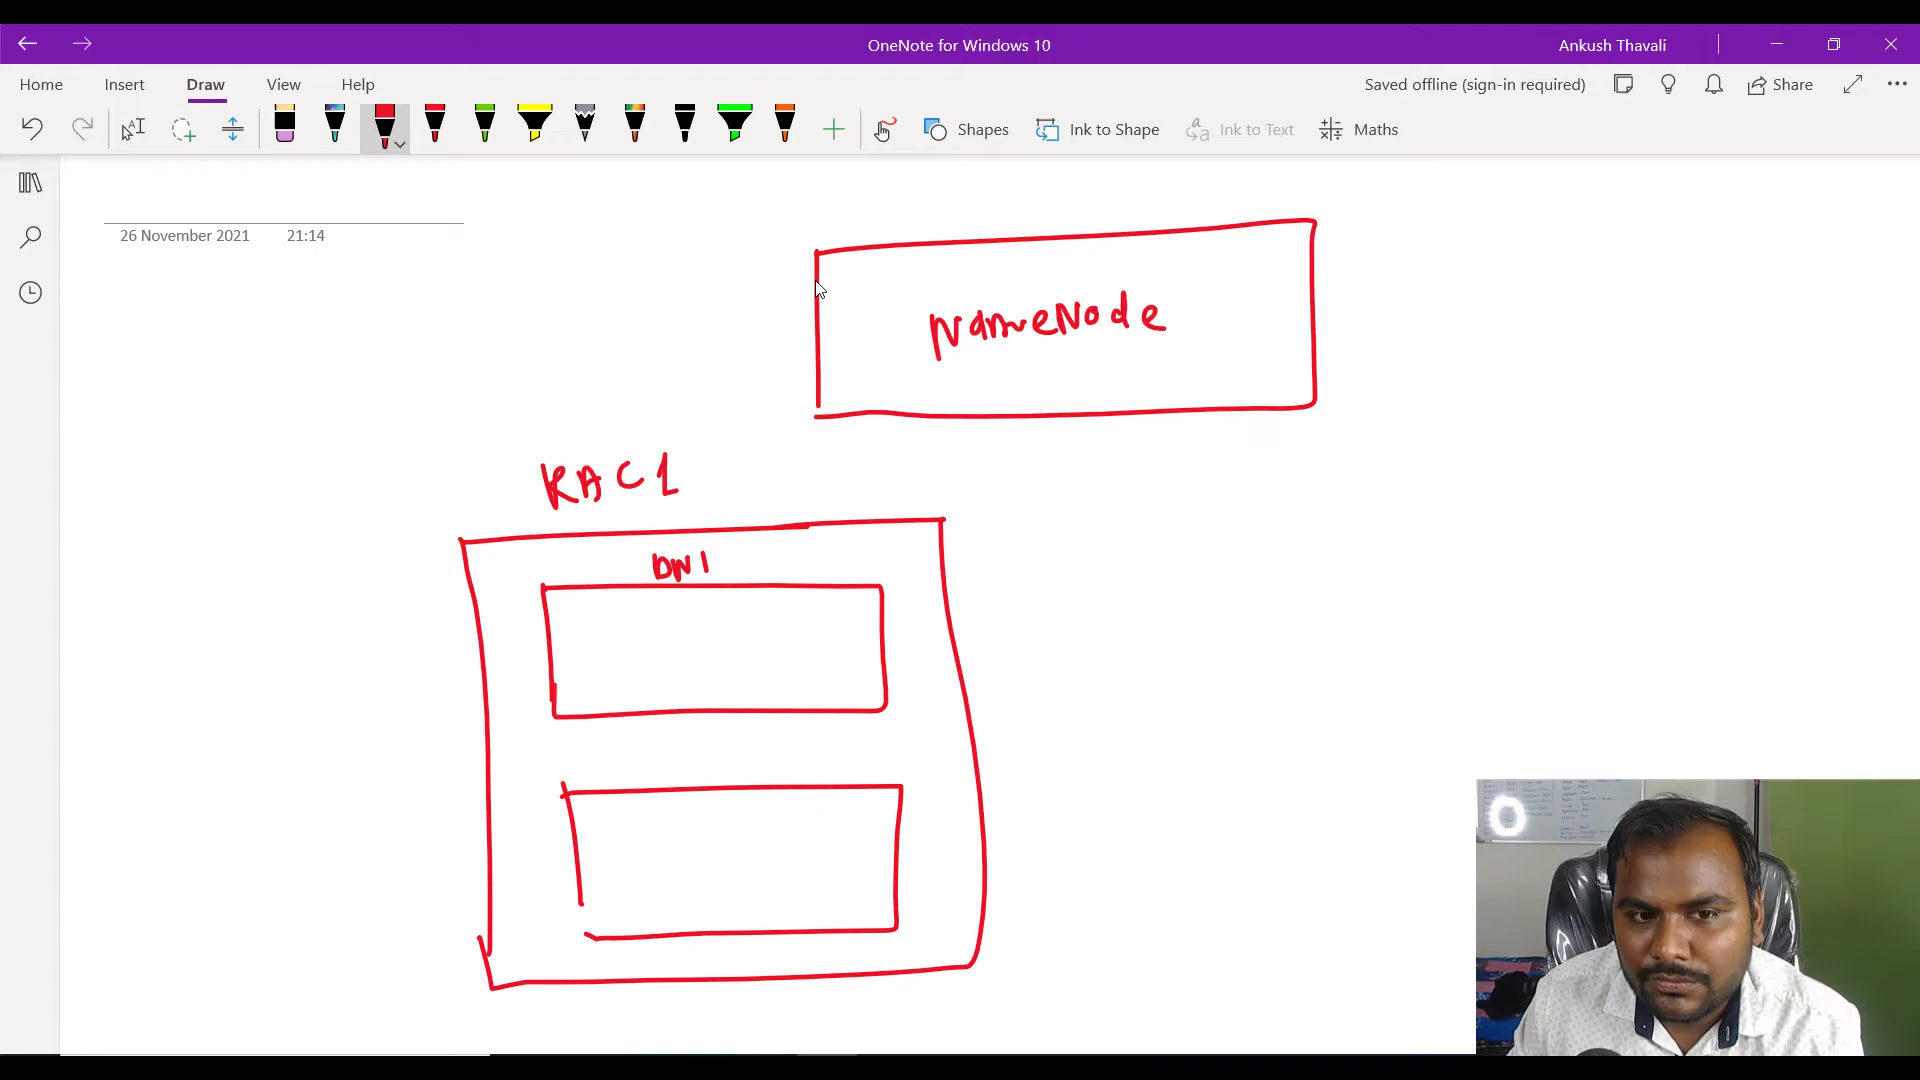 OneNote for Windows 10
Ankush Thavali
Home Insert Draw View Help
Saved offline (sign-in required)
Share
Shapes
Ink to Shape
Ink to Text
Maths
26 November 2021 21:14
NameNode
RAC1
DN1